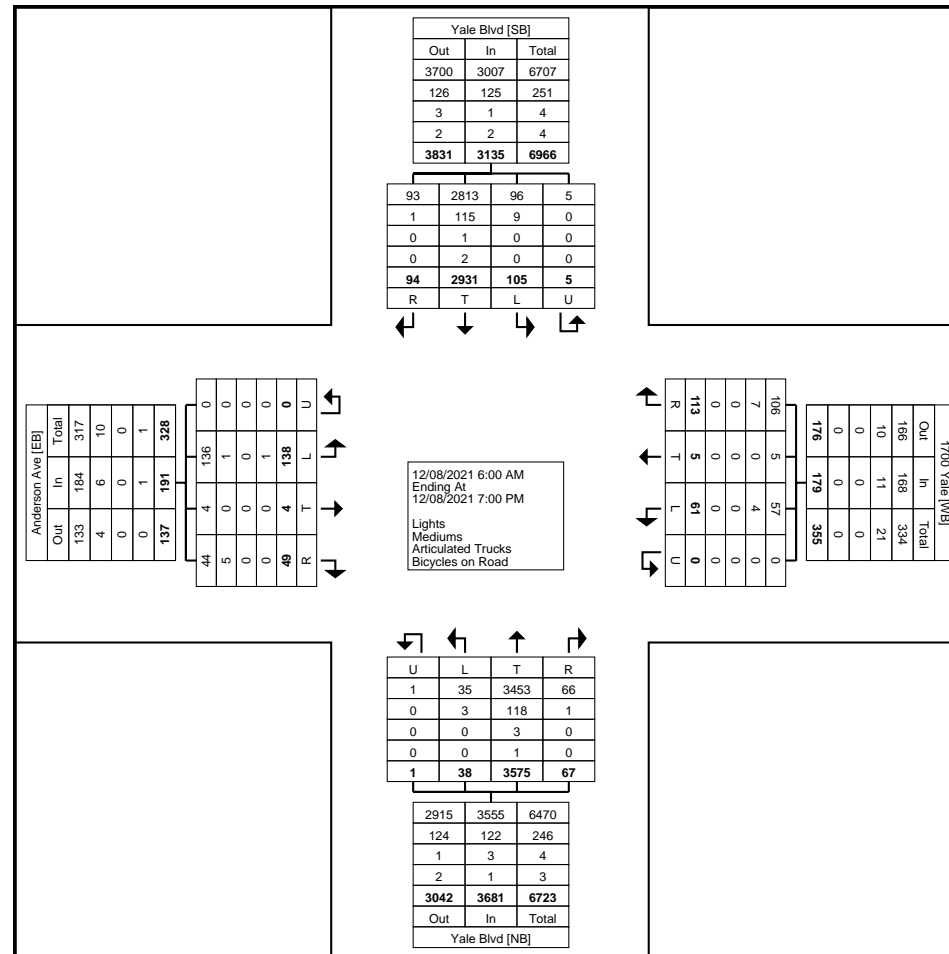 Yale Blvd [SB]
Out In Total
3700 3007 6707
126 125 251
3 1 4
2 2 4
3831 3135 6966
93 2813 96 5
1 115 9 0
0 1 0 0
0 2 0 0
94 2931 105 5
R T L U
Anderson Ave [EB]
Total 317 10 0 1 328
In 184 6 0 1 191
Out 133 4 0 0 137
0 0 0 0 0 U
136 1 0 1 138 L
4 0 0 0 4 T
44 5 0 0 49 R
12/08/2021 6:00 AM
Ending At
12/08/2021 7:00 PM
Lights
Mediums
Articulated Trucks
Bicycles on Road
R 113 0 0 7 106
T 5 0 0 0 5
L 61 0 0 4 57
U 0 0 0 0 0
176 0 0 10 166 Out
179 0 0 11 168 In
355 0 0 21 334 Total
1700 Yale [WB]
U L T R
1 35 3453 66
0 3 118 1
0 0 3 0
0 0 1 0
1 38 3575 67
2915 3555 6470
124 122 246
1 3 4
2 1 3
3042 3681 6723
Out In Total
Yale Blvd [NB]